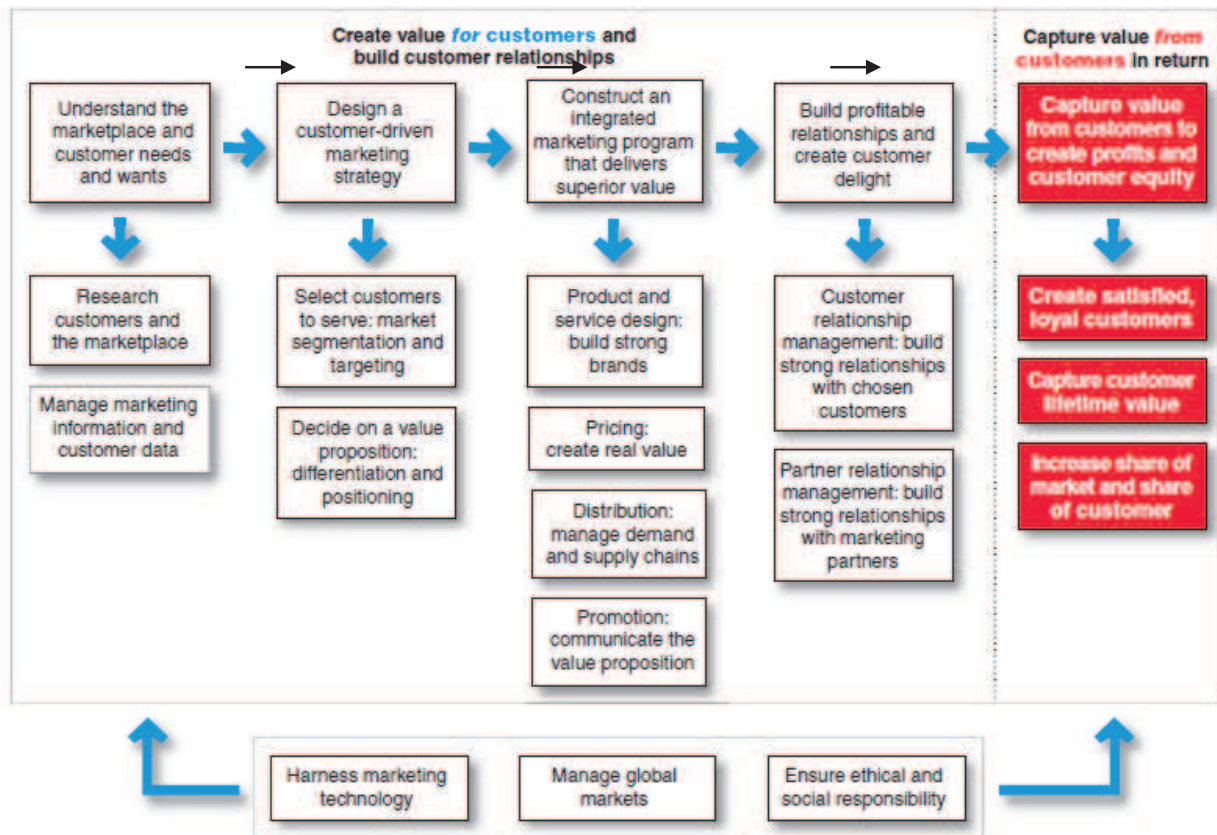 Create value for customers and
build customer relationships
Capture value from
customers in return
Understand the
marketplace and
customer needs
and wants
Design a
customer-driven
marketing
strategy
Construct an
integrated
marketing program
that delivers
superior value
Build profitable
relationships and
create customer
delight
Capture value
from customers to
create profits and
customer equity
Research
customers and
the marketplace
Manage marketing
information and
customer data
Select customers
to serve: market
segmentation and
targeting
Decide on a value
proposition:
differentiation and
positioning
Product and
service design:
build strong
brands
Pricing:
create real value
Distribution:
manage demand
and supply chains
Promotion:
communicate the
value proposition
Customer
relationship
management: build
strong relationships
with chosen
customers
Partner relationship
management: build
strong relationships
with marketing
partners
Create satisfied,
loyal customers
Capture customer
lifetime value
Increase share of
market and share
of customer
Harness marketing
technology
Manage global
markets
Ensure ethical and
social responsibility